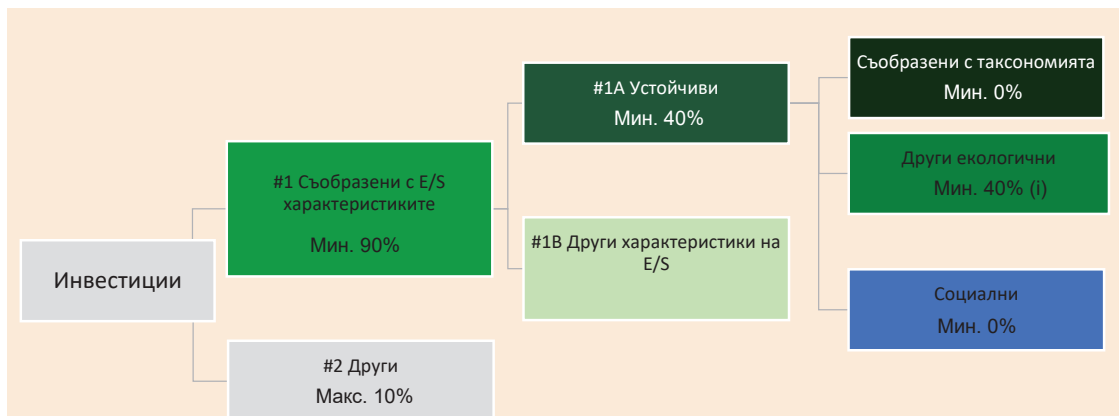 Инвестиции
#1 Съобразени с E/S
характеристиките
Мин. 90%
#2 Други
Макс. 10%
#1A Устойчиви
Мин. 40%
#1B Други характеристики на
E/S
Съобразени с таксономията
Мин. 0%
Други екологични
Мин. 40% (i)
Социални
Мин. 0%